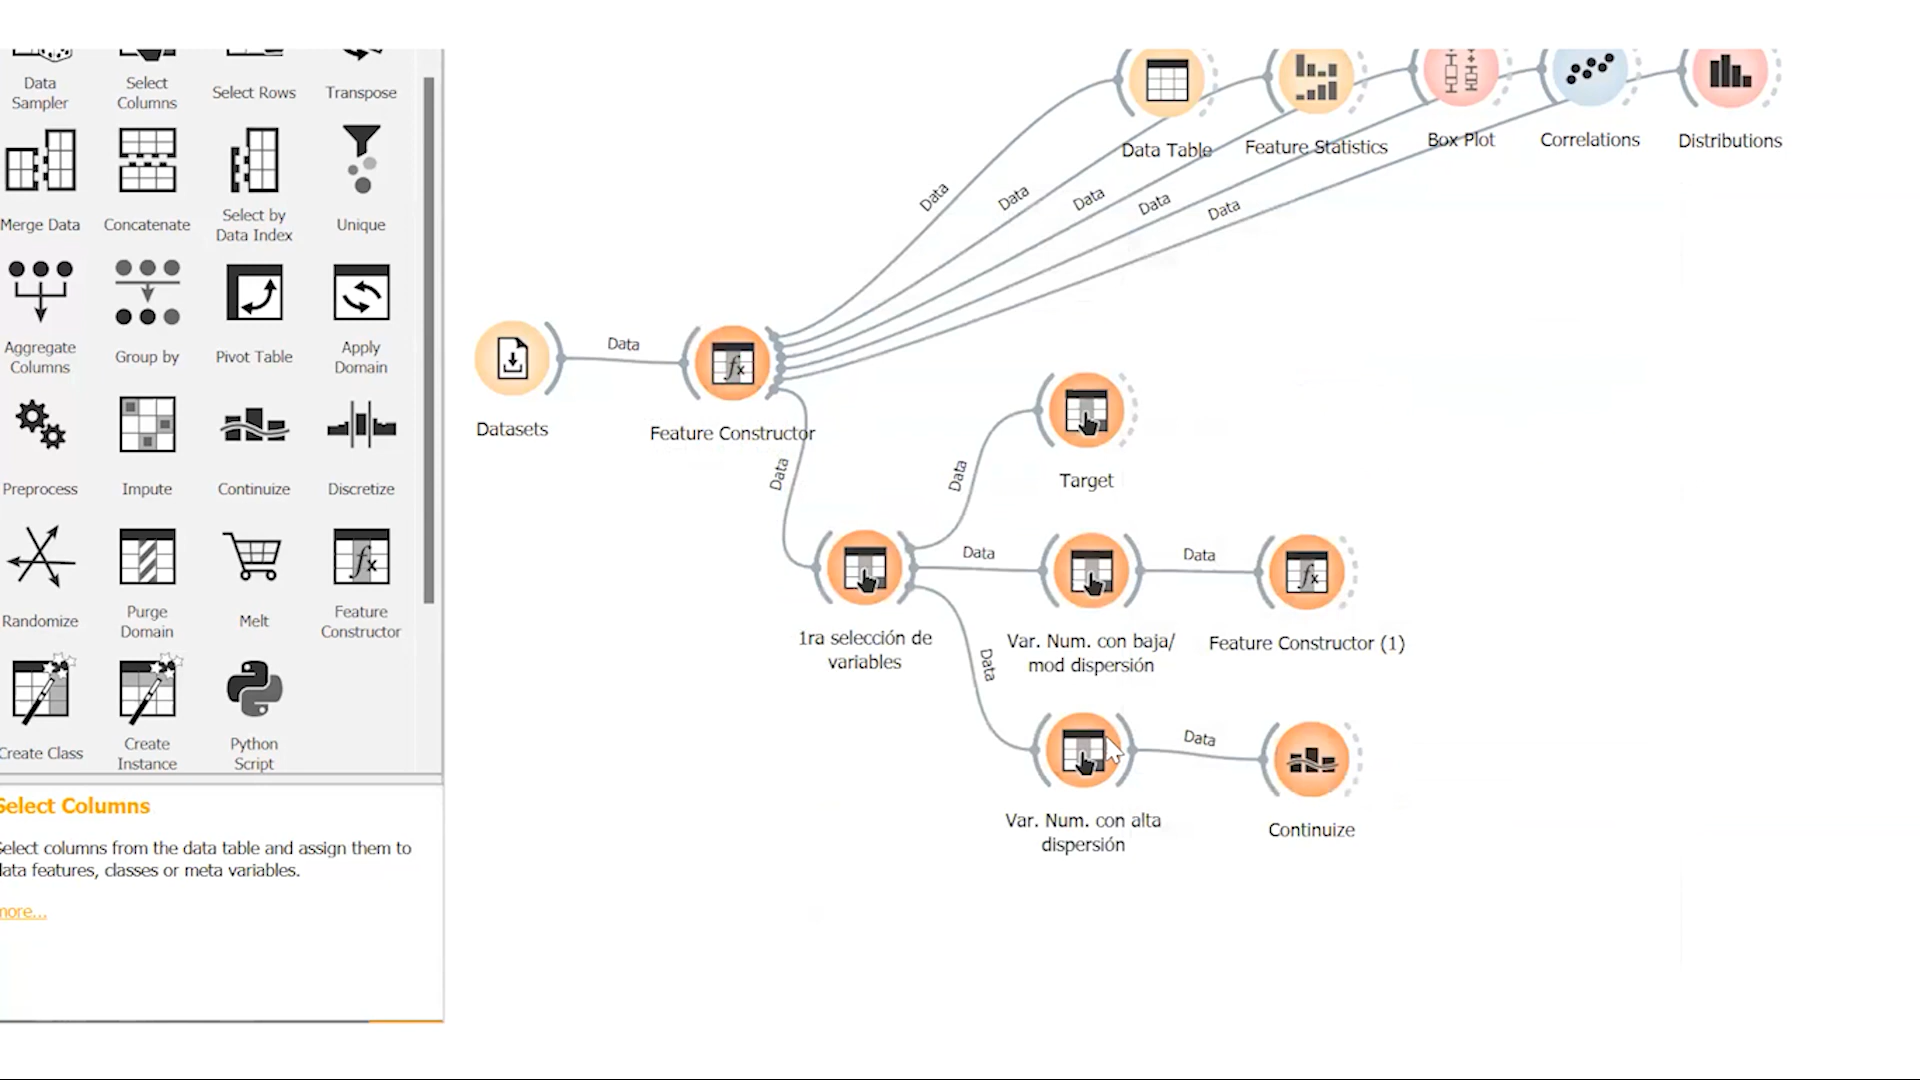 Data
Sampler
Select
Columns
Select Rows
Transpose
Merge Data
Concatenate
Select by
Data Index
Unique
Aggregate
Columns
Group by
Pivot Table
Apply
Domain
Preprocess
Impute
Continuize
Discretize
Randomize
Purge
Domain
Melt
Feature
Constructor
Create Class
Create
Instance
Python
Script
Select Columns
Select columns from the data table and assign them to
data features, classes or meta variables.
more...
Data Table
Feature Statistics
Box Plot
Correlations
Distributions
Data
Data
Data
Data
Data
Data
Datasets
Feature Constructor
Data
Data
Target
Data
Data
1ra selección de
variables
Var. Num. con baja/
mod dispersión
Feature Constructor (1)
Data
Data
Var. Num. con alta
dispersión
Continuize